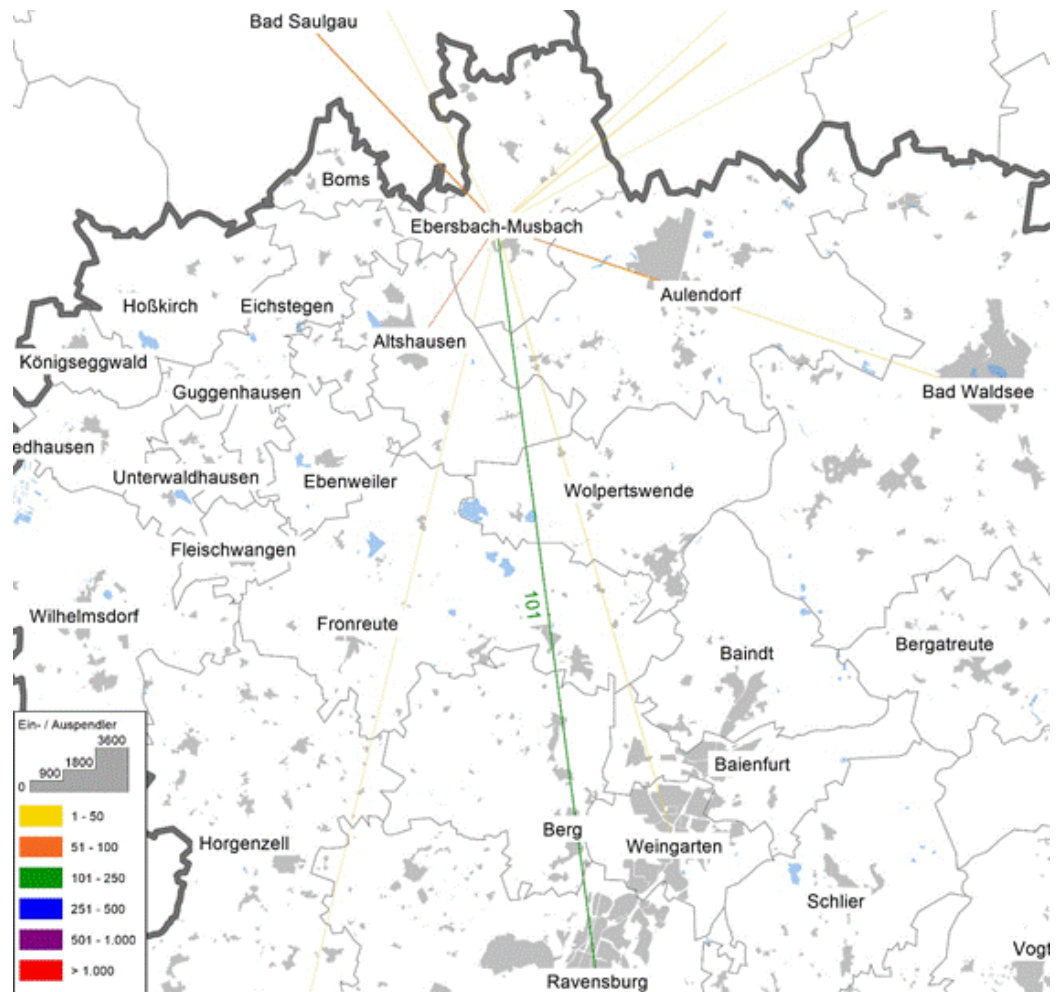 Bad Saulgau
Boms
Ebersbach-Musbach
Hoßkirch
Eichstegen
Aulendorf
Altshausen
Königseggwald
Guggenhausen
Bad Waldsee
edhausen
Unterwaldhausen
Ebenweiler
Wolpertswende
Fleischwangen
101
Wilhelmsdorf
Fronreute
Baindt
Bergatreute
Baienfurt
Berg
Horgenzell
Weingarten
Schlier
Vogt
Ravensburg
Ein- / Auspendler
3600
1800
900
0
1 - 50
51 - 100
101 - 250
251 - 500
501 - 1.000
> 1.000